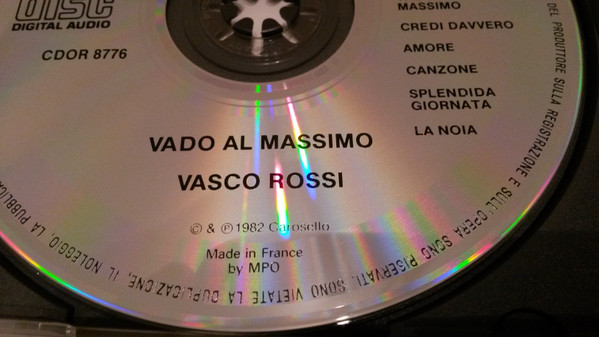 DISC
DIGITAL AUDIO
CDOR 8776
MASSIMO
CREDI DAVVERO
AMORE
CANZONE
SPLENDIDA
GIORNATA
LA NOIA
VADO AL MASSIMO
VASCO ROSSI
© & ℗ 1982 Carosello
Made in France
by MPO
DEL PRODUTTORE SULLA REGISTRAZIONE E SULL'OPERA SONO RISERVATI. SONO VIETATE LA DUPLICAZIONE, IL NOLEGGIO LA